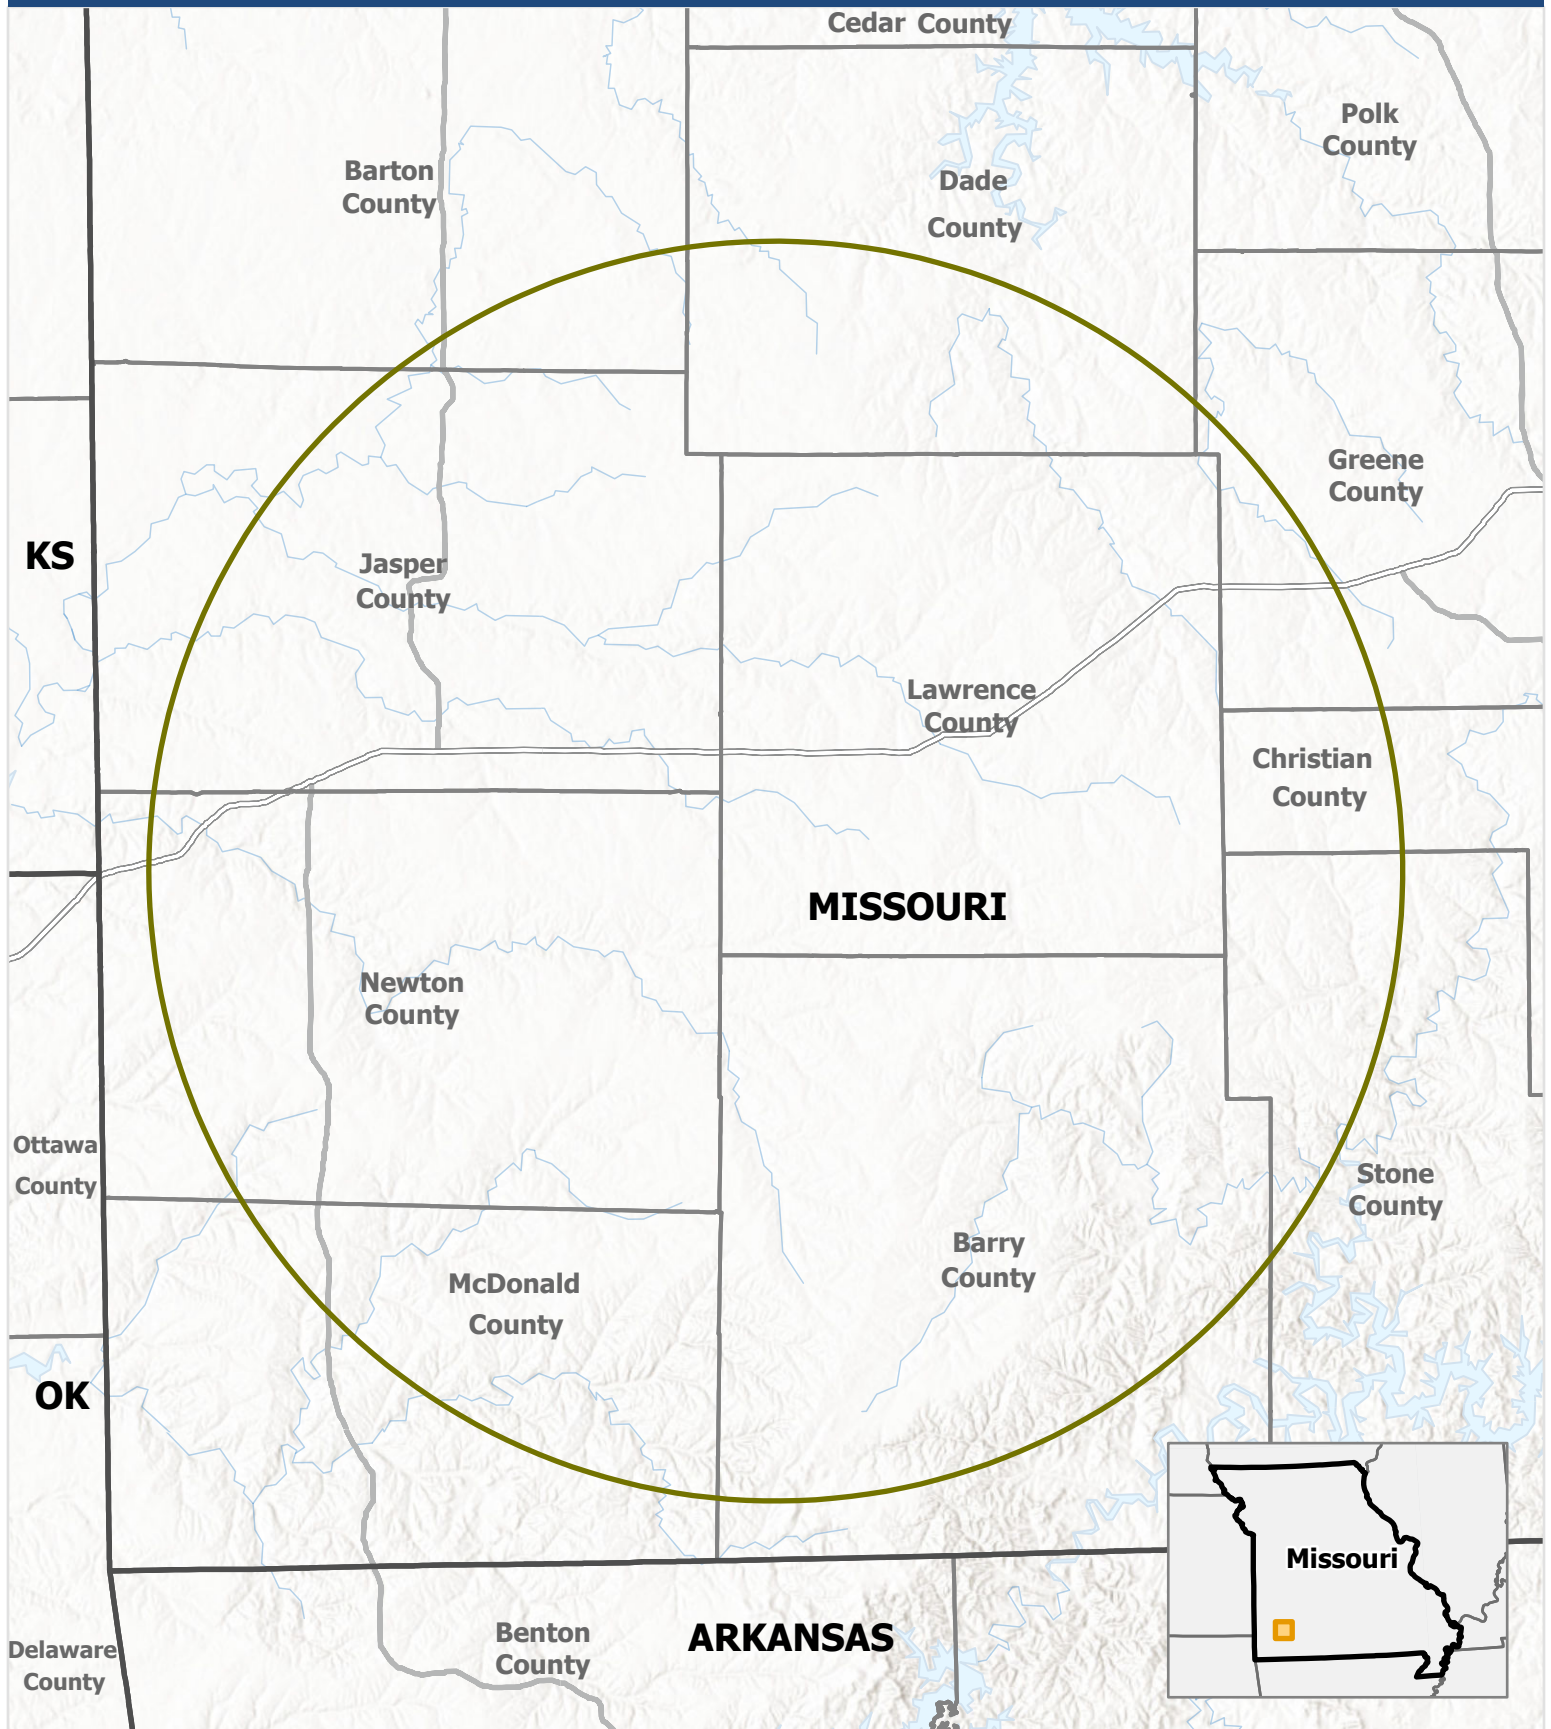 Cedar County
Polk
County
Barton
County
Dade
County
Greene
County
KS
Jasper
County
Lawrence
County
Christian
County
MISSOURI
Newton
County
Ottawa
County
Stone
County
Barry
County
McDonald
County
OK
Missouri
Benton
County
ARKANSAS
Delaware
County